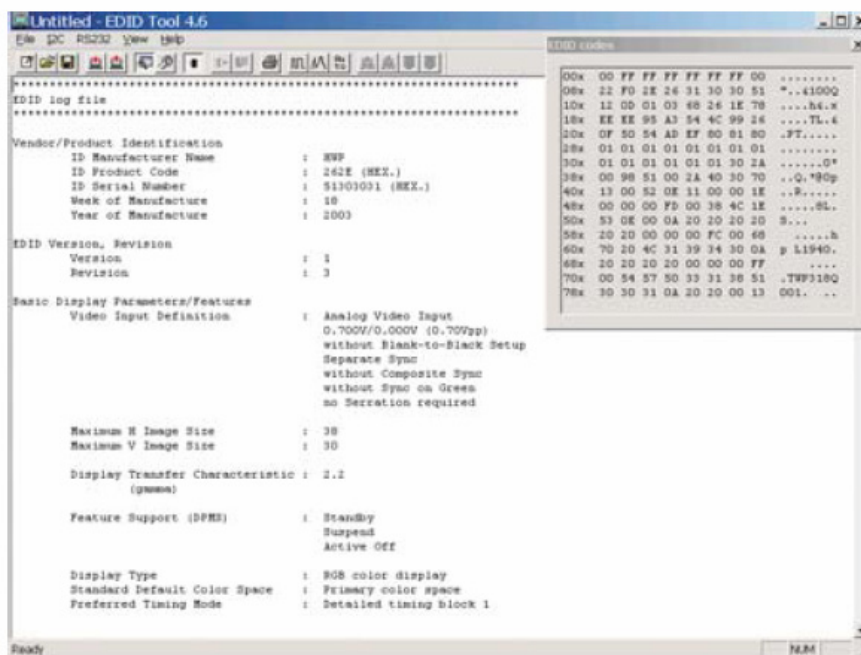 Untitled - EDID Tool 4.6
File I2C RS232 View Help
EDID codes
00x 00 FF FF FF FF FF FF 00 ........
08x 22 F0 2E 26 31 30 30 51 "..&100Q
10x 12 0D 01 03 68 26 1E 78 ....h&.x
18x EE EE 95 A3 54 4C 99 26 ....TL.&
20x 0F 50 54 AD EF 80 81 80 .PT.....
28x 01 01 01 01 01 01 01 01 ........
30x 01 01 01 01 01 01 30 2A ......0*
38x 00 98 51 00 2A 40 30 70 ..Q.*@0p
40x 13 00 52 0E 11 00 00 1E ..R.....
48x 00 00 00 FD 00 38 4C 1E .....8L.
50x 53 0E 00 0A 20 20 20 20 S...
58x 20 20 00 00 00 FC 00 68 .....h
60x 70 20 4C 31 39 34 30 0A p L1940.
68x 20 20 20 20 00 00 00 FF ....
70x 00 54 57 50 33 31 38 51 .TWP318Q
78x 30 30 31 0A 20 20 00 13 001. ..
EDID log file
Vendor/Product Identification
ID Manufacturer Name : HWP
ID Product Code : 262E (HEX.)
ID Serial Number : 51303031 (HEX.)
Week of Manufacture : 18
Year of Manufacture : 2003
EDID Version, Revision
Version : 1
Revision : 3
Basic Display Parameters/Features
Video Input Definition : Analog Video Input
0.700V/0.000V (0.70Vpp)
without Blank-to-Black Setup
Separate Sync
without Composite Sync
without Sync on Green
no Serration required
Maximum H Image Size : 38
Maximum V Image Size : 30
Display Transfer Characteristic : 2.2
(gamma)
Feature Support (DPMS) : Standby
Suspend
Active Off
Display Type : RGB color display
Standard Default Color Space : Primary color space
Preferred Timing Mode : Detailed timing block 1
Ready
NUM